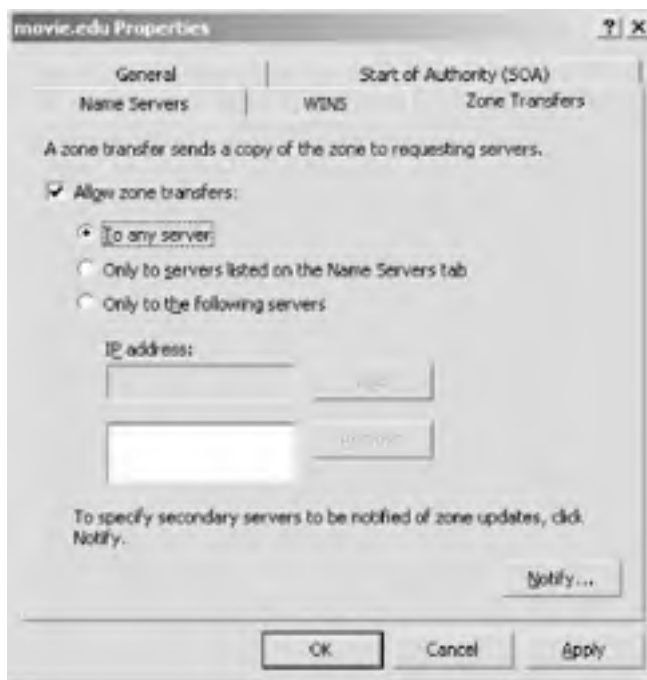 movie.edu Properties
? X
General
Start of Authority (SOA)
Name Servers
WINS
Zone Transfers
A zone transfer sends a copy of the zone to requesting servers.
Allow zone transfers:
To any server
Only to servers listed on the Name Servers tab
Only to the following servers
IP address:
To specify secondary servers to be notified of zone updates, click
Notify.
Notify...
OK
Cancel
Apply